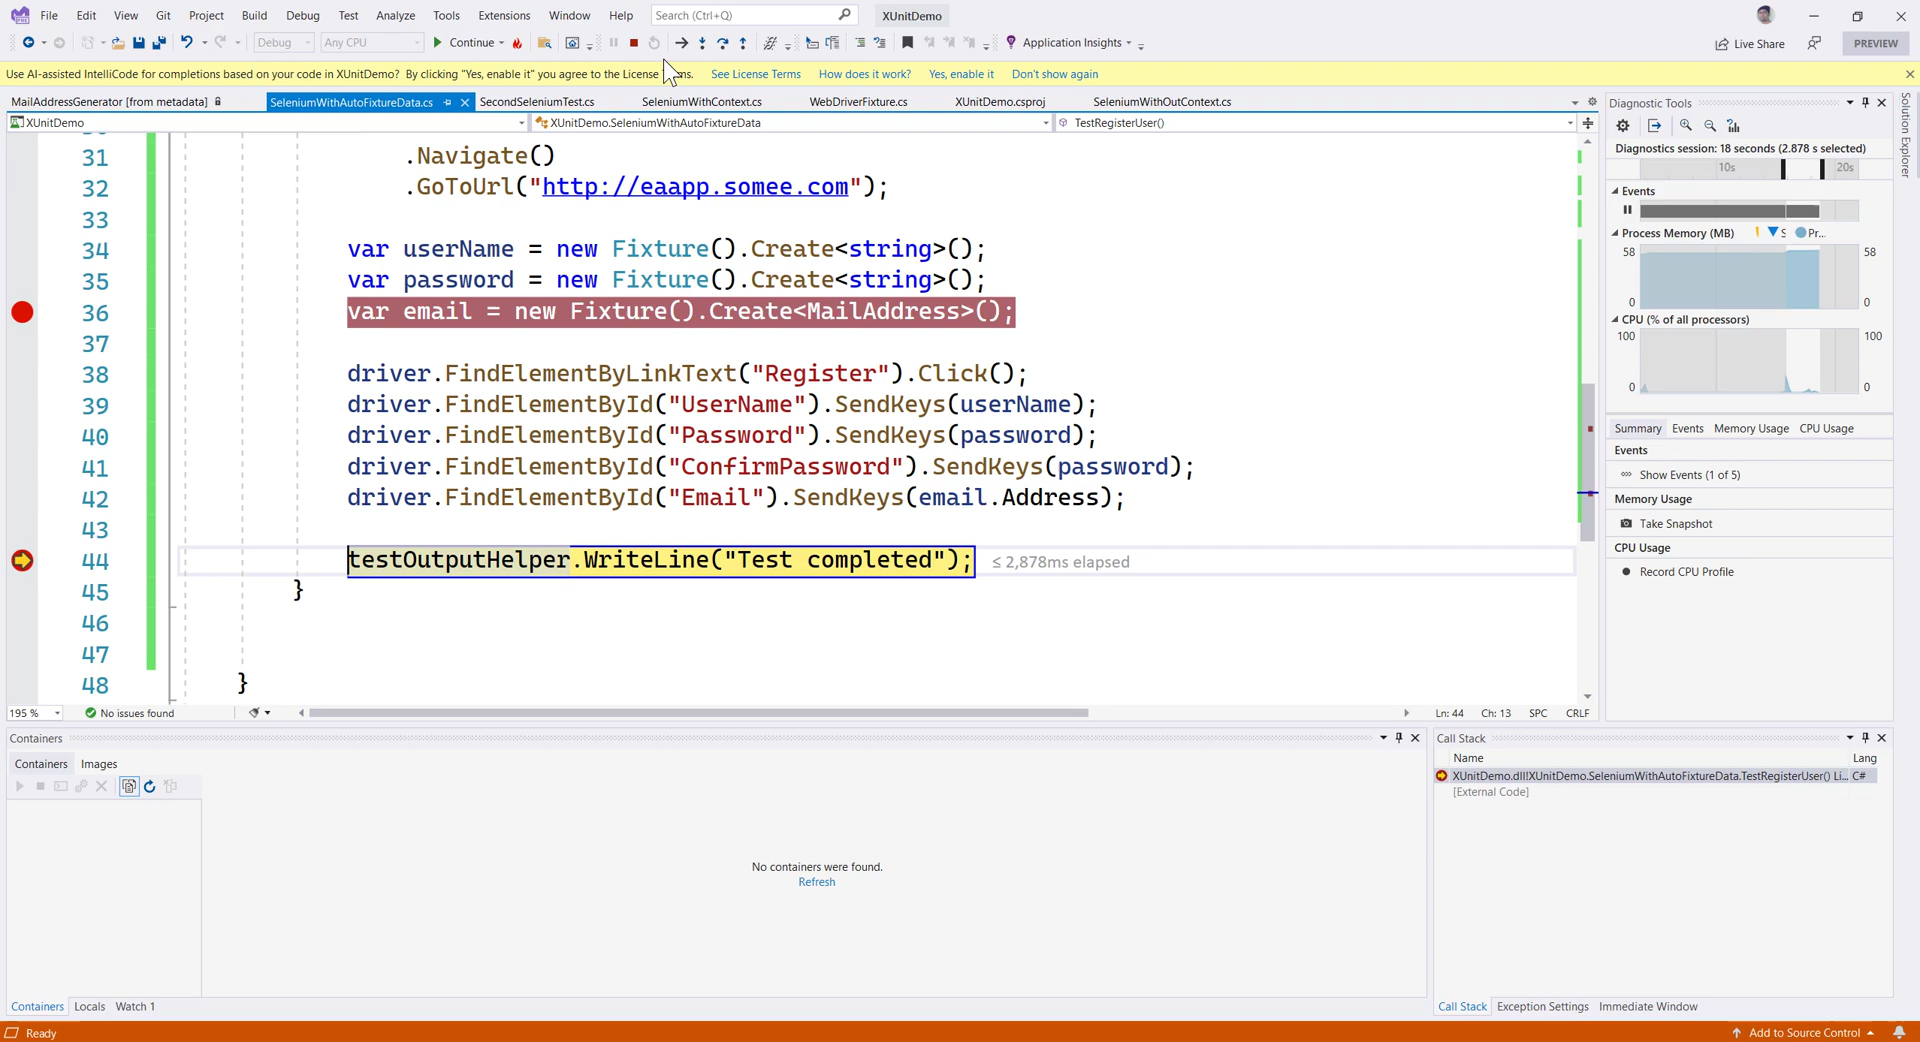 File Edit View Git Project Build Debug Test Analyze Tools Extensions Window Help Search (Ctrl+Q) XUnitDemo
Debug Any CPU Continue Application Insights Live Share PREVIEW
Use AI-assisted IntelliCode for completions based on your code in XUnitDemo? By clicking "Yes, enable it" you agree to the License ms. See License Terms How does it work? Yes, enable it Don't show again
MailAddressGenerator [from metadata] SeleniumWithAutoFixtureData.cs SecondSeleniumTest.cs SeleniumWithContext.cs WebDriverFixture.cs XUnitDemo.csproj SeleniumWithOutContext.cs
XUnitDemo XUnitDemo.SeleniumWithAutoFixtureData TestRegisterUser()
31 .Navigate()
32 .GoToUrl("http://eaapp.somee.com");
33
34 var userName = new Fixture().Create<string>();
35 var password = new Fixture().Create<string>();
36 var email = new Fixture().Create<MailAddress>();
37
38 driver.FindElementByLinkText("Register").Click();
39 driver.FindElementById("UserName").SendKeys(userName);
40 driver.FindElementById("Password").SendKeys(password);
41 driver.FindElementById("ConfirmPassword").SendKeys(password);
42 driver.FindElementById("Email").SendKeys(email.Address);
43
44 testOutputHelper.WriteLine("Test completed"); ≤ 2,878ms elapsed
45 }
46
47
48 }
195 % No issues found Ln: 44 Ch: 13 SPC CRLF
Diagnostic Tools
Diagnostics session: 18 seconds (2.878 s selected)
10s 20s
Events
Process Memory (MB) S Pr...
58 58
0 0
CPU (% of all processors)
100 100
0 0
Summary Events Memory Usage CPU Usage
Events
Show Events (1 of 5)
Memory Usage
Take Snapshot
CPU Usage
Record CPU Profile
Solution Explorer
Containers
Containers Images
No containers were found.
Refresh
Containers Locals Watch 1
Call Stack
Name Lang
XUnitDemo.dll!XUnitDemo.SeleniumWithAutoFixtureData.TestRegisterUser() Li... C#
[External Code]
Call Stack Exception Settings Immediate Window
Ready Add to Source Control